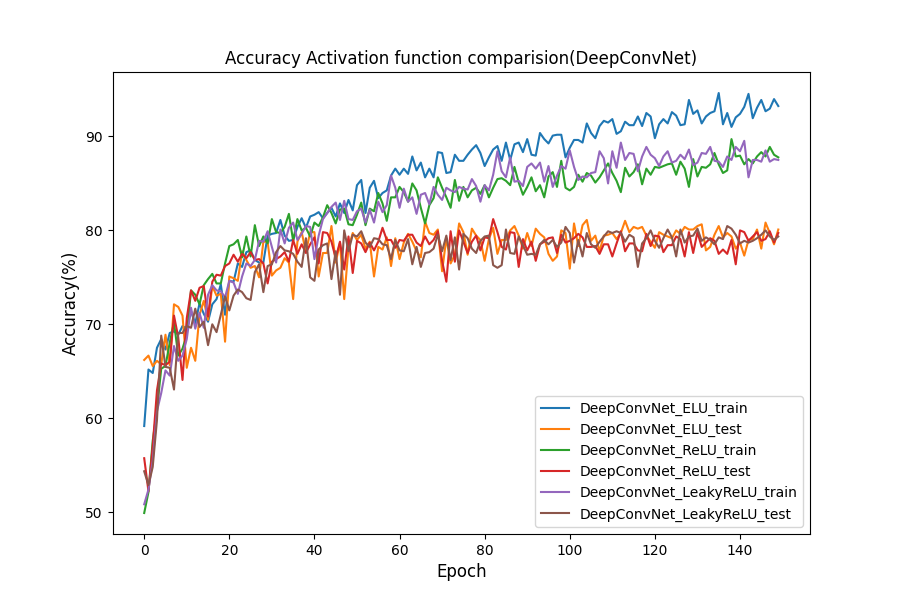 Accuracy Activation function comparision(DeepConvNet)
Accuracy(%)
90
80
70
60
50
0
20
40
60
80
100
120
140
Epoch
DeepConvNet_ELU_train
DeepConvNet_ELU_test
DeepConvNet_ReLU_train
DeepConvNet_ReLU_test
DeepConvNet_LeakyReLU_train
DeepConvNet_LeakyReLU_test